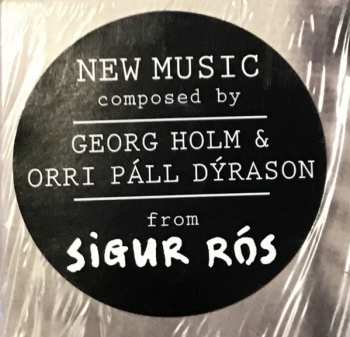 NEW MUSIC
composed by
GEORG HOLM &
ORRI PÁLL DÝRASON
from
SIGUR RÓS